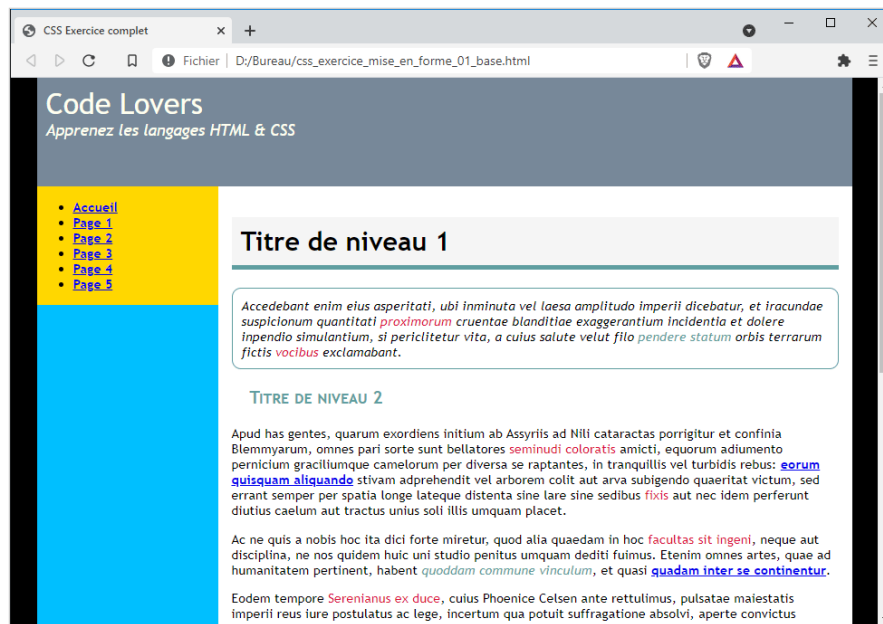 CSS Exercice complet
Fichier
D:/Bureau/css_exercice_mise_en_forme_01_base.html
Code Lovers
Apprenez les langages HTML & CSS
Accueil
Page 1
Page 2
Page 3
Page 4
Page 5
Titre de niveau 1
Accedebant enim eius asperitati, ubi inminuta vel laesa amplitudo imperii dicebatur, et iracundae
suspicionum quantitati proximorum cruentae blanditiae exaggerantium incidentia et dolere
inpendio simulantium, si periclitetur vita, a cuius salute velut filo pendere statum orbis terrarum
fictis vocibus exclamabant.
Titre de niveau 2
Apud has gentes, quarum exordiens initium ab Assyriis ad Nili cataractas porrigitur et confinia
Blemmyarum, omnes pari sorte sunt bellatores seminudi coloratis amicti, equorum adiumento
pernicium graciliumque camelorum per diversa se raptantes, in tranquillis vel turbidis rebus: eorum
quisquam aliquando stivam adprehendit vel arborem colit aut arva subigendo quaeritat victum, sed
errant semper per spatia longe lateque distenta sine lare sine sedibus fixis aut nec idem perferunt
diutius caelum aut tractus unius soli illis umquam placet.
Ac ne quis a nobis hoc ita dici forte miretur, quod alia quaedam in hoc facultas sit ingeni, neque aut
disciplina, ne nos quidem huic uni studio penitus umquam dediti fuimus. Etenim omnes artes, quae ad
humanitatem pertinent, habent quoddam commune vinculum, et quasi quadam inter se continentur.
Eodem tempore Serenianus ex duce, cuius Phoenice Celsen ante rettulimus, pulsatae maiestatis
imperii reus iure postulatus ac lege, incertum qua potuit suffragatione absolvi, aperte convictus